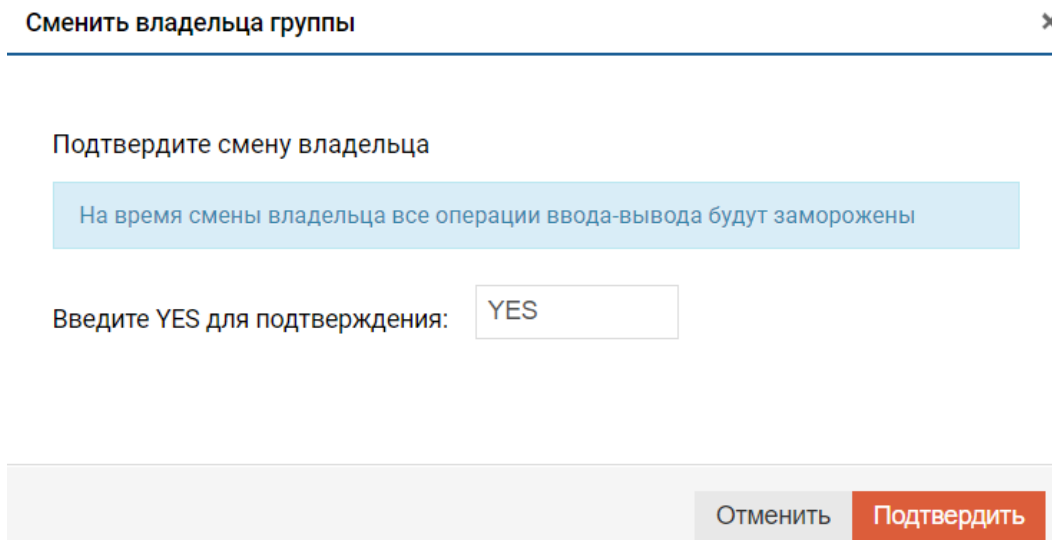 Сменить владельца группы
Подтвердите смену владельца
На время смены владельца все операции ввода-вывода будут заморожены
Введите YES для подтверждения: YES
Отменить Подтвердить